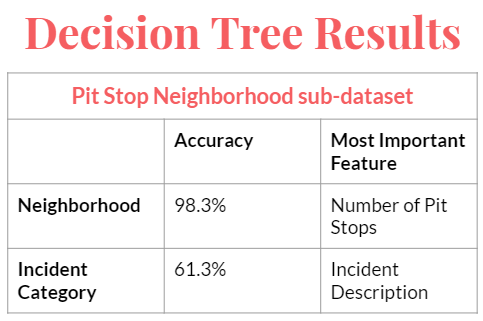 Decision Tree Results
Pit Stop Neighborhood sub-dataset
Accuracy
Most Important
Feature
Neighborhood
98.3%
Number of Pit
Stops
Incident
Category
61.3%
Incident
Description